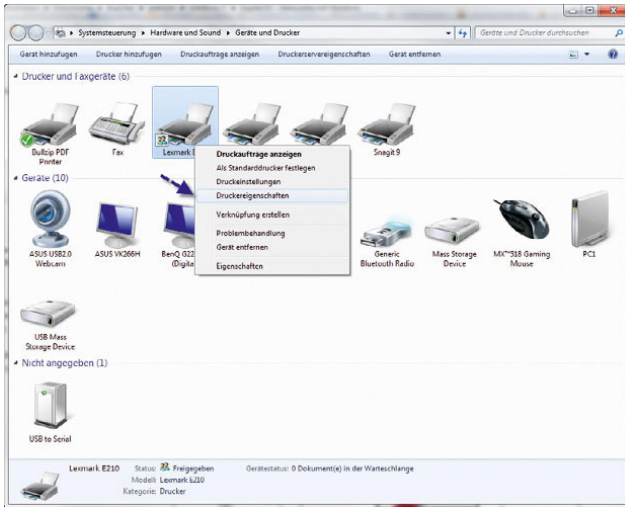 Systemsteuerung ▸ Hardware und Sound ▸ Geräte und Drucker
Geräte und Drucker durchsuchen
Gerät hinzufügen Drucker hinzufügen Druckaufträge anzeigen Druckerservereigenschaften Gerät entfernen
Drucker und Faxgeräte (6)
Bullzip PDF Printer
Fax
Lexmark E
Snagit 9
Druckaufträge anzeigen
Als Standarddrucker festlegen
Druckeinstellungen
Druckereigenschaften
Verknüpfung erstellen
Problembehandlung
Gerät entfernen
Eigenschaften
Geräte (10)
ASUS USB2.0 Webcam
ASUS VK266H
BenQ G22
(Digita
Generic Bluetooth Radio
Mass Storage Device
MX™518 Gaming Mouse
PC1
USB Mass Storage Device
Nicht angegeben (1)
USB to Serial
Lexmark E210 Status: Freigegeben Gerätestatus: 0 Dokument(e) in der Warteschlange
Modell: Lexmark E210
Kategorie: Drucker